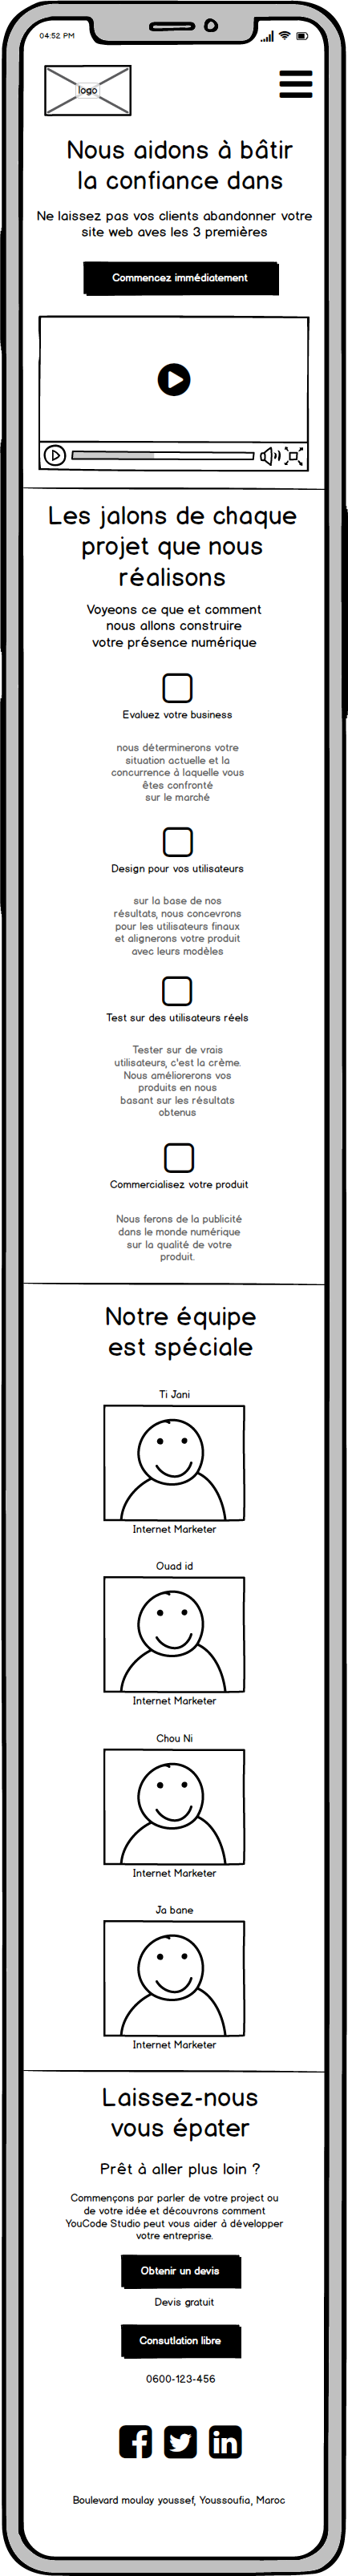 04:52 PM
logo
Nous aidons à bâtir
la confiance dans
Ne laissez pas vos clients abandonner votre
site web aves les 3 premières
Commencez immédiatement
Les jalons de chaque
projet que nous
réalisons
Voyeons ce que et comment
nous allons construire
votre présence numérique
Evaluez votre business
nous déterminerons votre
situation actuelle et la
concurrence à laquelle vous
êtes confronté
sur le marché
Design pour vos utilisateurs
sur la base de nos
résultats, nous concevrons
pour les utilisateurs finaux
et alignerons votre produit
avec leurs modèles
Test sur des utilisateurs réels
Tester sur de vrais
utilisateurs, c'est la crème.
Nous améliorerons vos
produits en nous
basant sur les résultats
obtenus
Commercialisez votre produit
Nous ferons de la publicité
dans le monde numérique
sur la qualité de votre
produit.
Notre équipe
est spéciale
Ti Jani
Internet Marketer
Ouad id
Internet Marketer
Chou Ni
Internet Marketer
Ja bane
Internet Marketer
Laissez-nous
vous épater
Prêt à aller plus loin ?
Commençons par parler de votre project ou
de votre idée et découvrons comment
YouCode Studio peut vous aider à développer
votre entreprise.
Obtenir un devis
Devis gratuit
Consutlation libre
0600-123-456
Boulevard moulay youssef, Youssoufia, Maroc